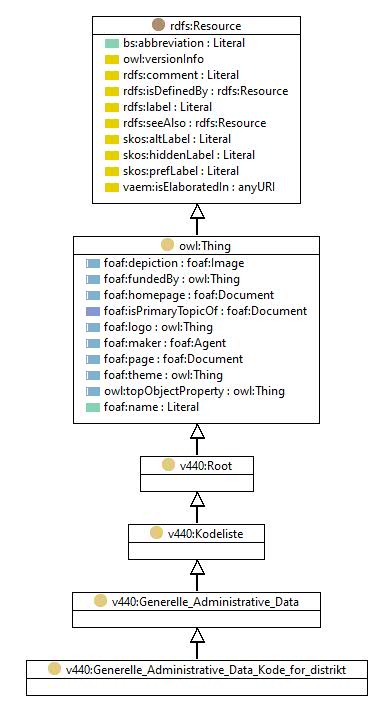 rdfs:Resource
bs:abbreviation : Literal
owl:versionInfo
rdfs:comment : Literal
rdfs:isDefinedBy : rdfs:Resource
rdfs:label : Literal
rdfs:seeAlso : rdfs:Resource
skos:altLabel : Literal
skos:hiddenLabel : Literal
skos:prefLabel : Literal
vaem:isElaboratedIn : anyURI
owl:Thing
foaf:depiction : foaf:Image
foaf:fundedBy : owl:Thing
foaf:homepage : foaf:Document
foaf:isPrimaryTopicOf : foaf:Document
foaf:logo : owl:Thing
foaf:maker : foaf:Agent
foaf:page : foaf:Document
foaf:theme : owl:Thing
owl:topObjectProperty : owl:Thing
foaf:name : Literal
v440:Root
v440:Kodeliste
v440:Generelle_Administrative_Data
v440:Generelle_Administrative_Data_Kode_for_distrikt